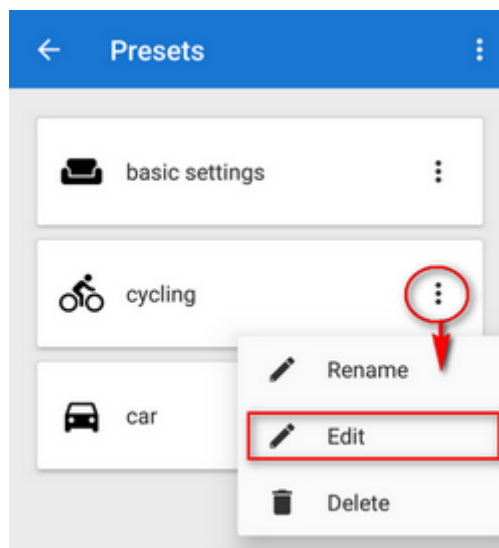 Presets
basic settings
cycling
Rename
car
Edit
Delete